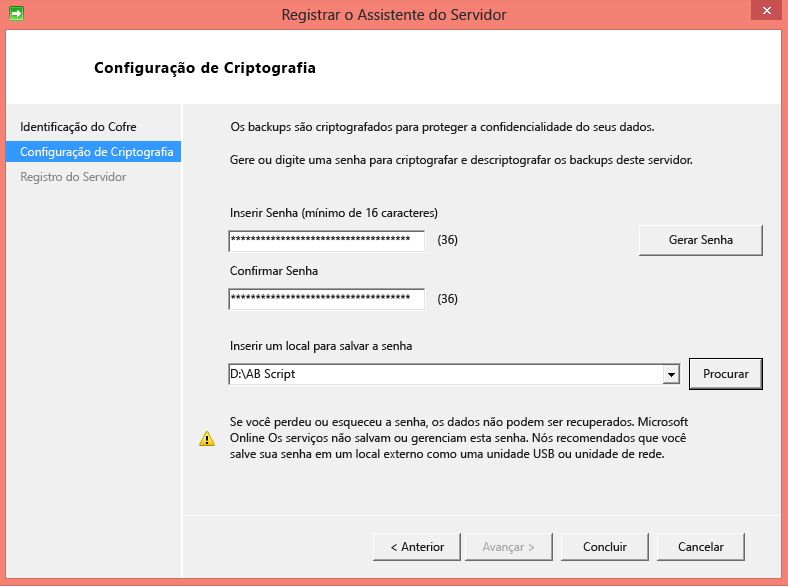 Registrar o Assistente do Servidor
Configuração de Criptografia
Identificação do Cofre
Configuração de Criptografia
Registro do Servidor
Os backups são criptografados para proteger a confidencialidade do seus dados.
Gere ou digite uma senha para criptografar e descriptografar os backups deste servidor.
Inserir Senha (mínimo de 16 caracteres)
************************************ (36)
Gerar Senha
Confirmar Senha
************************************ (36)
Inserir um local para salvar a senha
D:\AB Script
Procurar
Se você perdeu ou esqueceu a senha, os dados não podem ser recuperados. Microsoft
Online Os serviços não salvam ou gerenciam esta senha. Nós recomendados que você
salve sua senha em um local externo como uma unidade USB ou unidade de rede.
< Anterior
Avançar >
Concluir
Cancelar